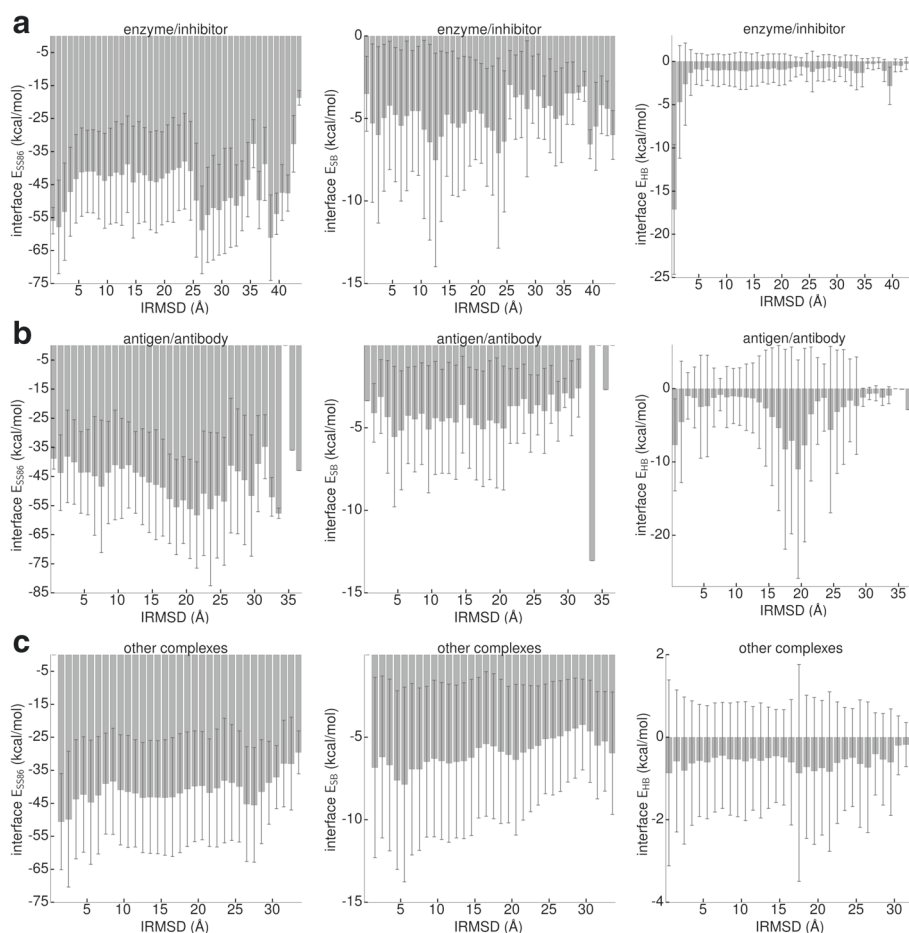 a
enzyme/inhibitor
enzyme/inhibitor
enzyme/inhibitor
interface E_SS86 (kcal/mol)
-5
-15
-25
-35
-45
-55
-65
-75
5 10 15 20 25 30 35 40
IRMSD (Å)
interface E_SB (kcal/mol)
0
-5
-10
-15
5 10 15 20 25 30 35 40
IRMSD (Å)
interface E_HB (kcal/mol)
0
-5
-10
-15
-20
-25
5 10 15 20 25 30 35 40
IRMSD (Å)
b
antigen/antibody
antigen/antibody
antigen/antibody
interface E_SS86 (kcal/mol)
-5
-15
-25
-35
-45
-55
-65
-75
-85
5 10 15 20 25 30 35
IRMSD (Å)
interface E_SB (kcal/mol)
-5
-10
-15
5 10 15 20 25 30 35
IRMSD (Å)
interface E_HB (kcal/mol)
0
-10
-20
5 10 15 20 25 30 35
IRMSD (Å)
c
other complexes
other complexes
other complexes
interface E_SS86 (kcal/mol)
-5
-15
-25
-35
-45
-55
-65
-75
5 10 15 20 25 30
IRMSD (Å)
interface E_SB (kcal/mol)
-5
-10
-15
5 10 15 20 25 30
IRMSD (Å)
interface E_HB (kcal/mol)
2
0
-2
-4
5 10 15 20 25 30
IRMSD (Å)